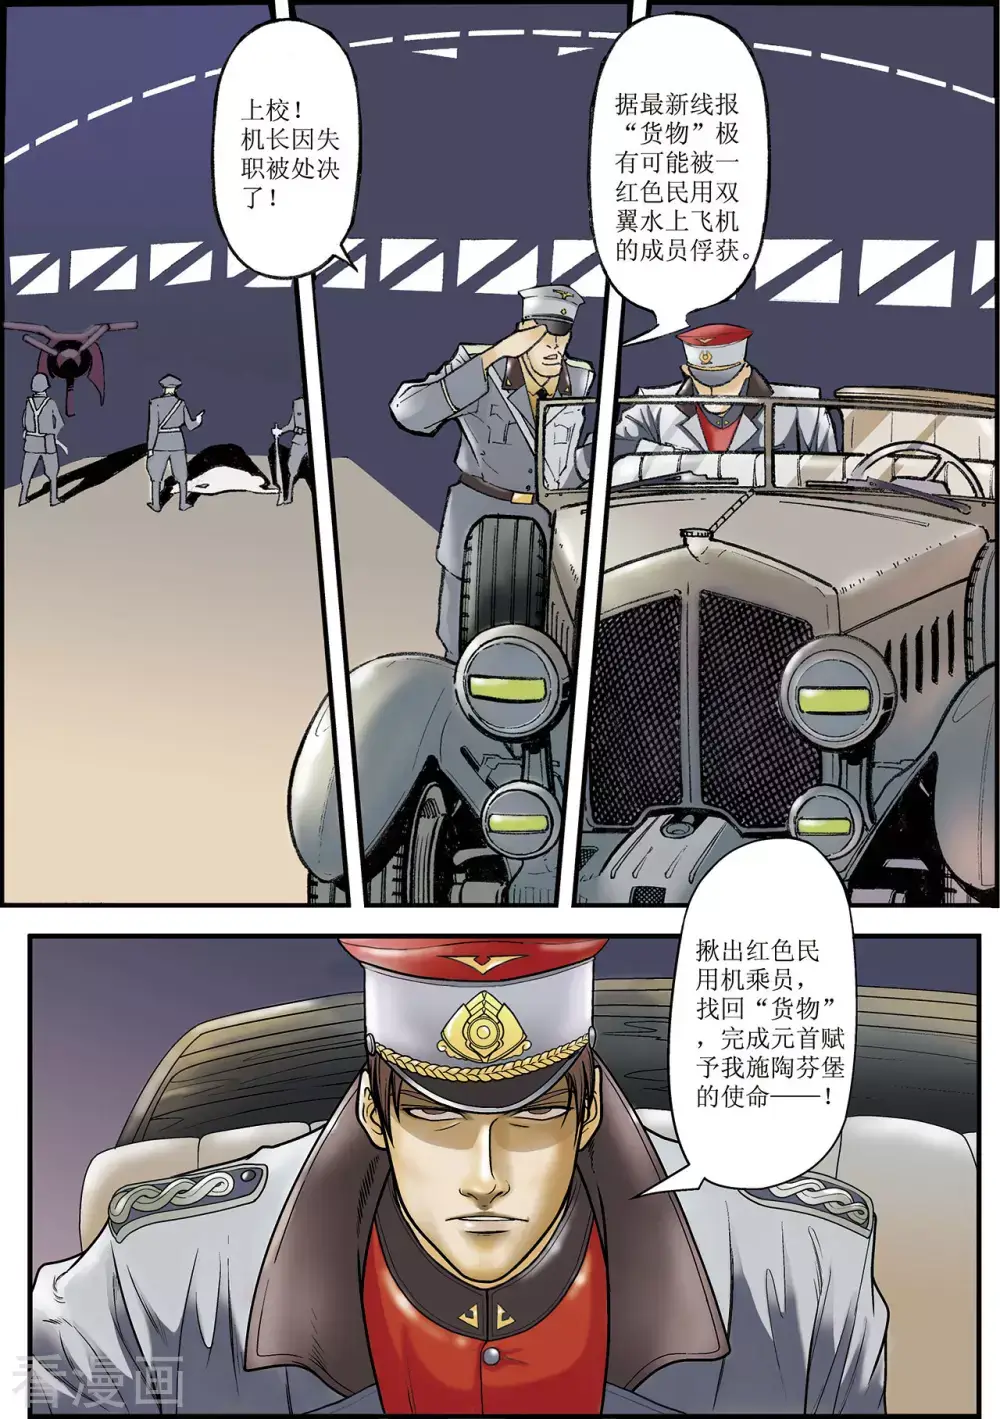 上校！
机长因失
职被处决
了！
据最新线报
“货物”极
有可能被一
红色民用双
翼水上飞机
的成员俘获。
揪出红色民
用机乘员，
找回“货物”
，完成元首赋
予我施陶芬堡
的使命——！
看漫画